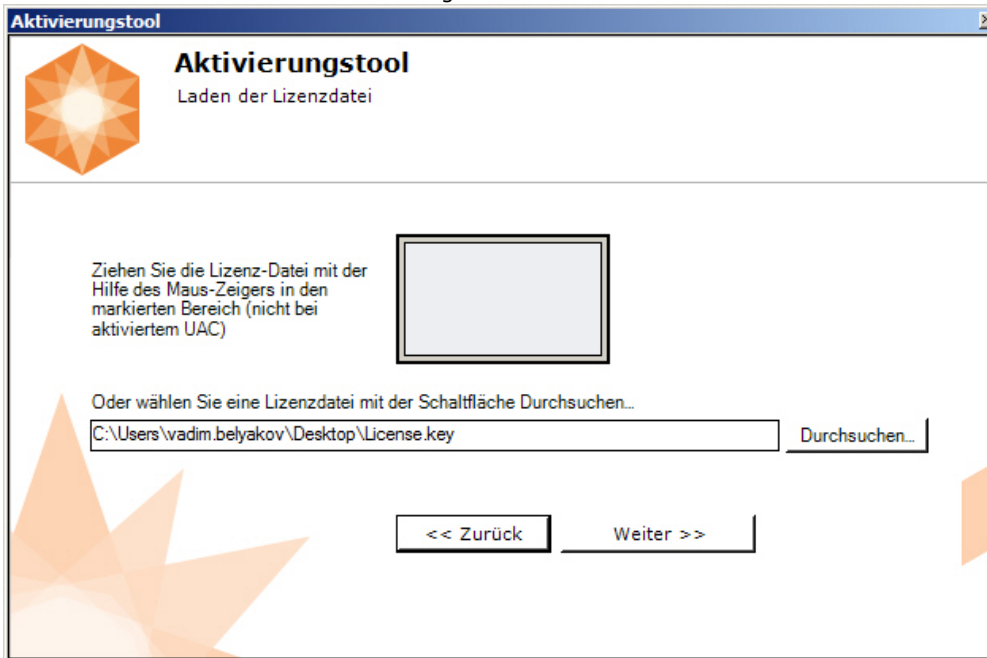 Aktivierungstool
Aktivierungstool
Laden der Lizenzdatei
Ziehen Sie die Lizenz-Datei mit der
Hilfe des Maus-Zeigers in den
markierten Bereich (nicht bei
aktiviertem UAC)
Oder wählen Sie eine Lizenzdatei mit der Schaltfläche Durchsuchen...
C:\Users\vadim.belyakov\Desktop\License.key
Durchsuchen...
<< Zurück
Weiter >>